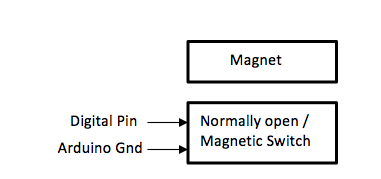 Magnet
Digital Pin
Arduino Gnd
Normally open /
Magnetic Switch